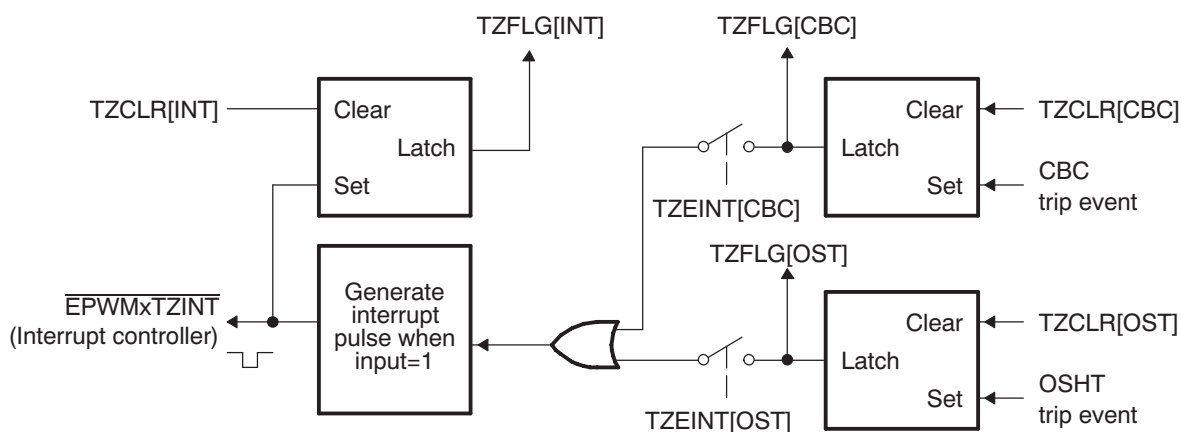 TZFLG[INT]
TZFLG[CBC]
TZCLR[INT]
Clear
Latch
Set
Clear
TZCLR[CBC]
Latch
Set
CBC
trip event
TZEINT[CBC]
TZFLG[OST]
EPWMxTZINT
(Interrupt controller)
Generate
interrupt
pulse when
input=1
Clear
TZCLR[OST]
Latch
Set
OSHT
trip event
TZEINT[OST]